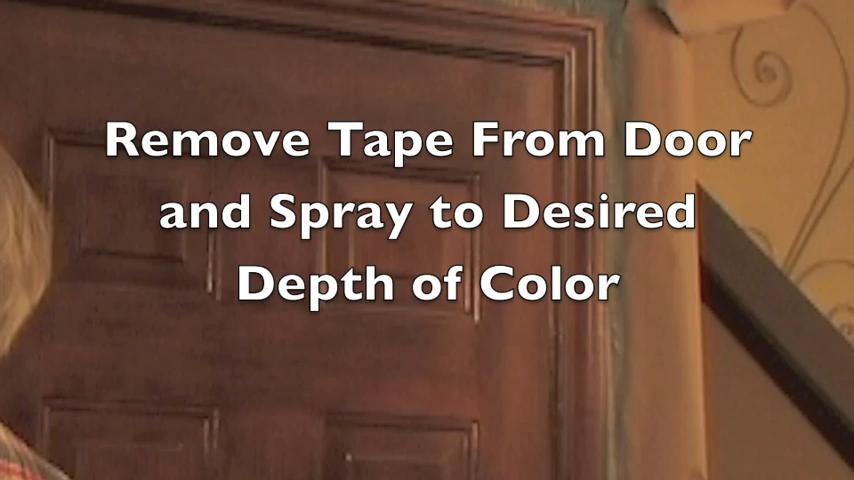 Remove Tape From Door
and Spray to Desired
Depth of Color